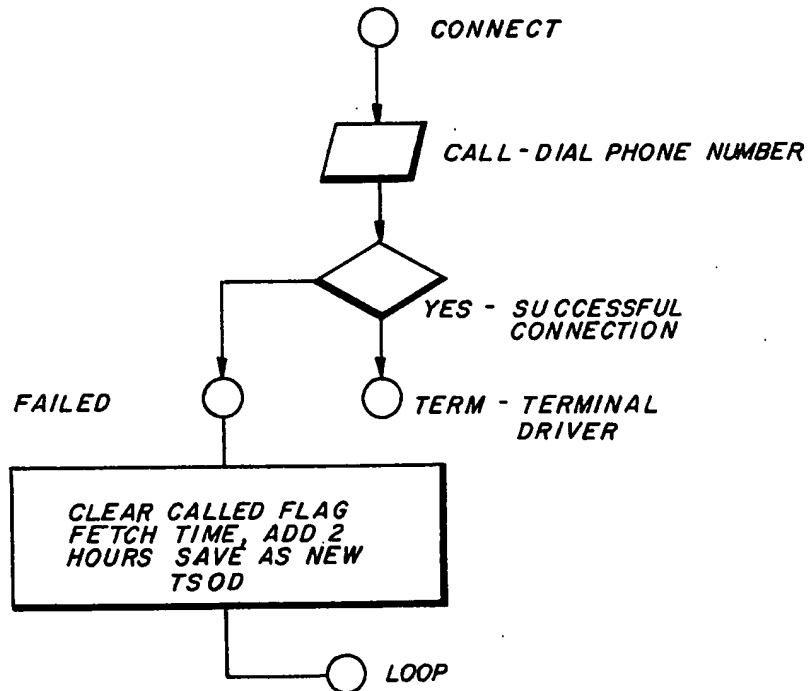 CONNECT
CALL - DIAL PHONE NUMBER
YES - SUCCESSFUL
CONNECTION
FAILED
TERM - TERMINAL
DRIVER
CLEAR CALLED FLAG
FETCH TIME, ADD 2
HOURS SAVE AS NEW
TSOD
LOOP